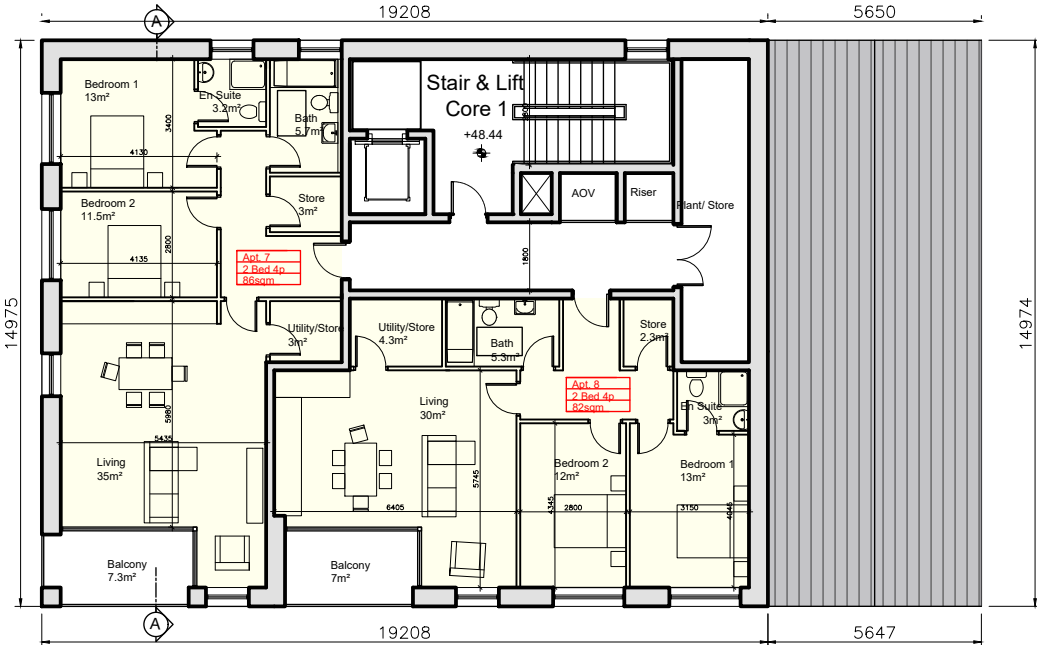 19208
5650
A
Bedroom 1
13m²
En Suite
3.2m²
Bath
5.7m²
Stair & Lift
Core 1
+48.44
1800
3400
4130
Bedroom 2
11.5m²
Store
3m²
AOV
Riser
Plant/ Store
2800
4135
Apt. 7
2 Bed 4p
86sqm
1800
14975
14974
Utility/Store
3m²
Utility/Store
4.3m²
Bath
5.3m²
Store
2.3m²
Apt. 8
2 Bed 4p
82sqm
En Suite
3m²
Living
30m²
5980
5435
Living
35m²
Bedroom 2
12m²
Bedroom 1
13m²
5745
6405
4345
2800
3150
4046
Balcony
7.3m²
Balcony
7m²
A
19208
5647